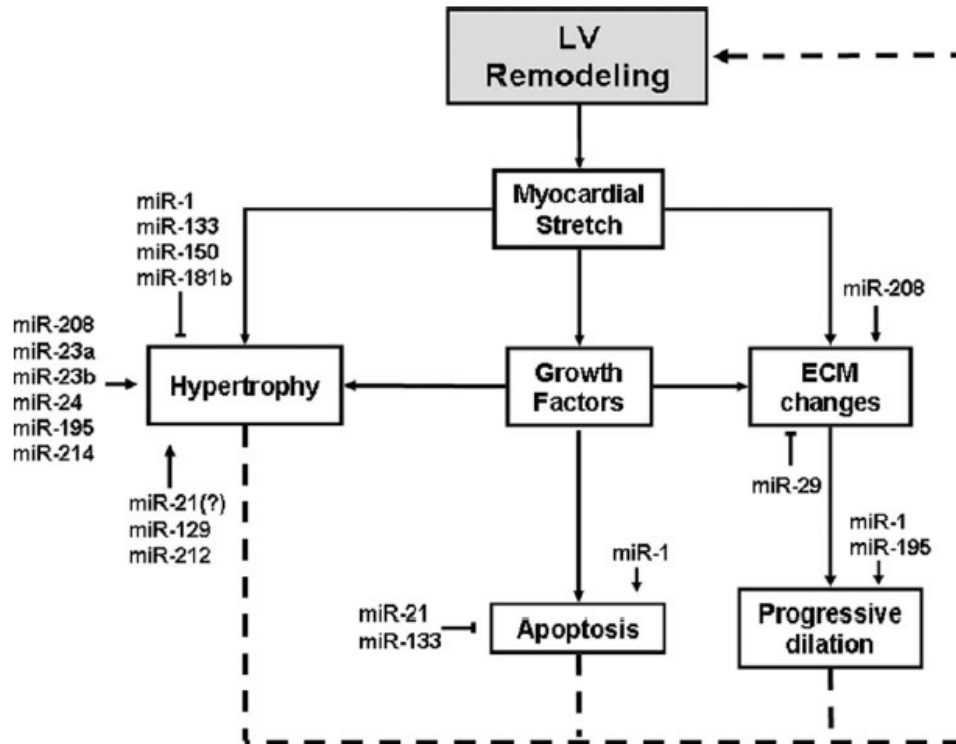 LV
Remodeling
Myocardial
Stretch
miR-1
miR-133
miR-150
miR-181b
miR-208
miR-208
miR-23a
miR-23b
miR-24
miR-195
miR-214
Hypertrophy
Growth
Factors
ECM
changes
miR-29
miR-21(?)
miR-129
miR-212
miR-1
miR-1
miR-195
miR-21
miR-133
Apoptosis
Progressive
dilation